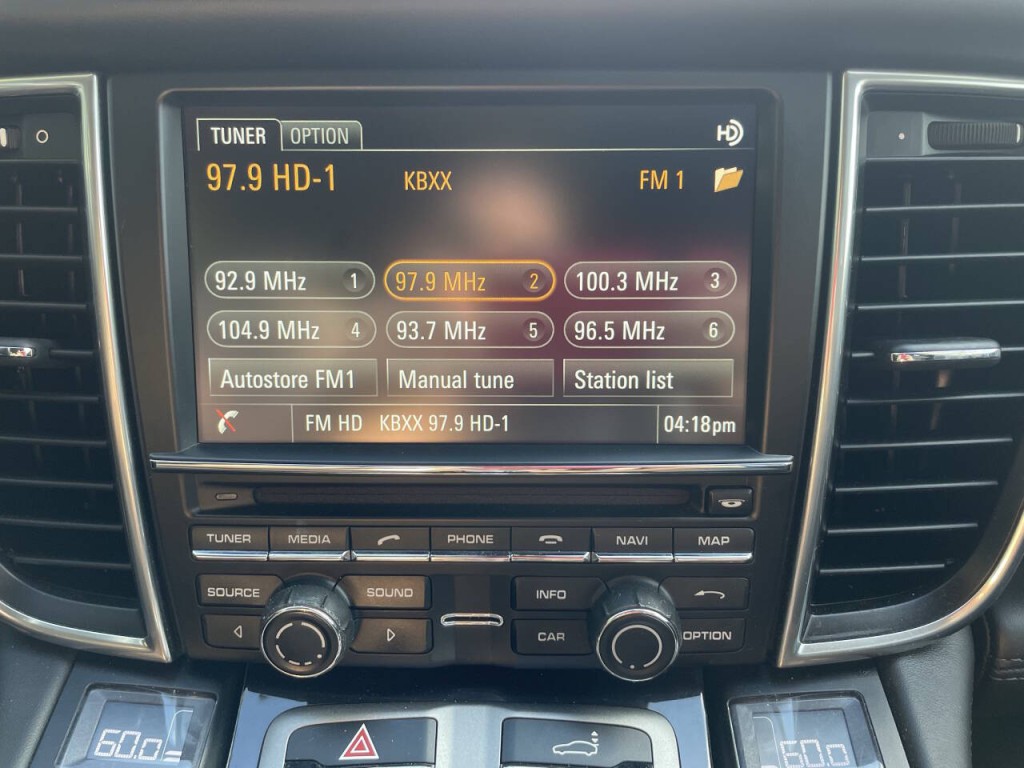 TUNER OPTION HD
97.9 HD-1 KBXX FM 1
92.9 MHz 1 97.9 MHz 2 100.3 MHz 3
104.9 MHz 4 93.7 MHz 5 96.5 MHz 6
Autostore FM1 Manual tune Station list
FM HD KBXX 97.9 HD-1 04:18pm
TUNER MEDIA PHONE NAVI MAP
SOURCE SOUND INFO
CAR OPTION
60.0 60.0